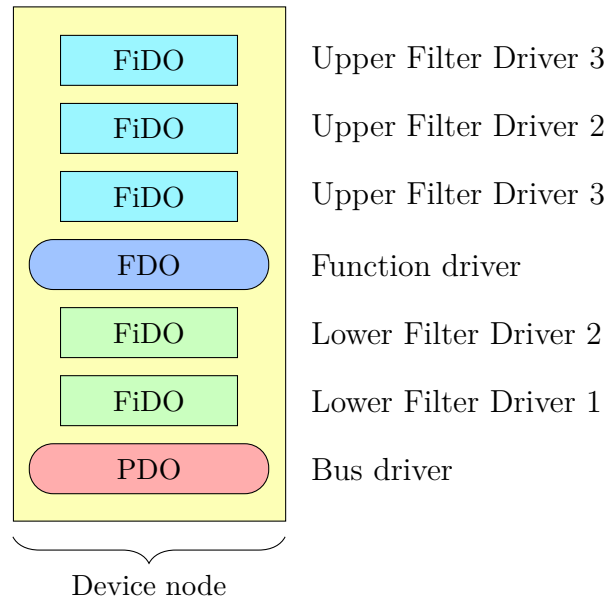 FiDO Upper Filter Driver 3
FiDO Upper Filter Driver 2
FiDO Upper Filter Driver 3
FDO Function driver
FiDO Lower Filter Driver 2
FiDO Lower Filter Driver 1
PDO Bus driver
Device node